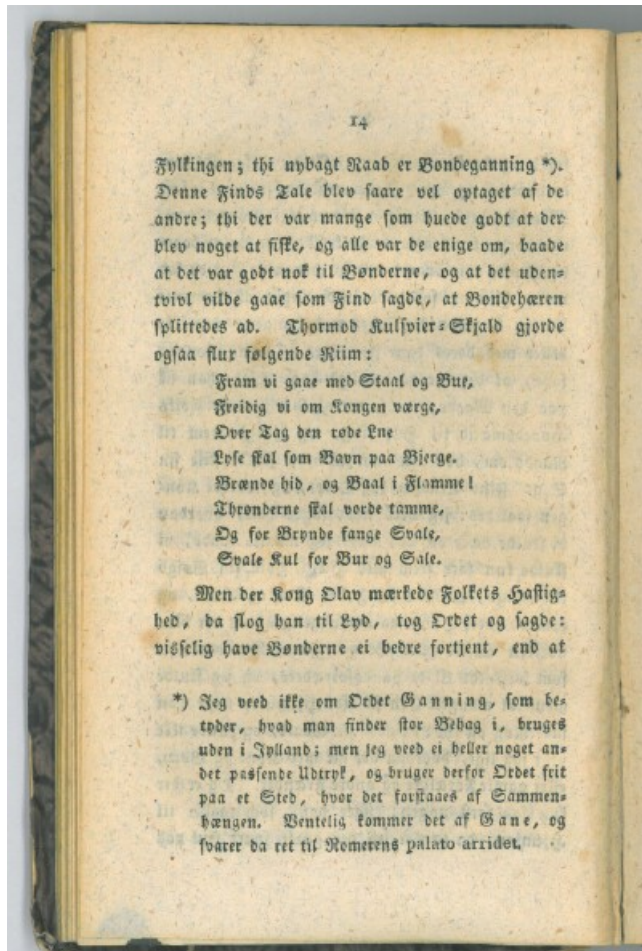 14
Fylkingen; thi nybagt Raad er Bondeganning *).
Denne Finds Tale blev saare vel optaget af de
andre; thi der var mange som huede godt at der
blev noget at fiske, og alle var de enige om, baade
at det var godt nok til Bønderne, og at det uden-
tvivl vilde gaae som Find sagde, at Bondehæren
splittedes ad. Thormod Kulsvier-Skjald gjorde
ogsaa flux følgende Riim:
Fram vi gaae med Staal og Bue,
Freidig vi om Kongen værge,
Over Tag den røde Lue
Lyse skal som Bavn paa Bjerge.
Brænde hid, og Baal i Flamme!
Thrønderne skal vorde tamme,
Og for Brynde fange Svale,
Svale Kul for Bur og Sale.
Men der Kong Olav mærkede Folkets Hastig-
hed, da slog han til Lyd, tog Ordet og sagde:
visselig have Bønderne ei bedre fortjent, end at
*) Jeg veed ikke om Ordet Ganning, som be-
tyder, hvad man finder stor Behag i, bruges
uden i Jylland; men jeg veed ei heller noget an-
det passende Udtryk, og bruger derfor Ordet frit
paa et Sted, hvor det forstaaes af Sammen-
hængen. Ventelig kommer det af Gane, og
svarer da ret til Romerens palato arridet.